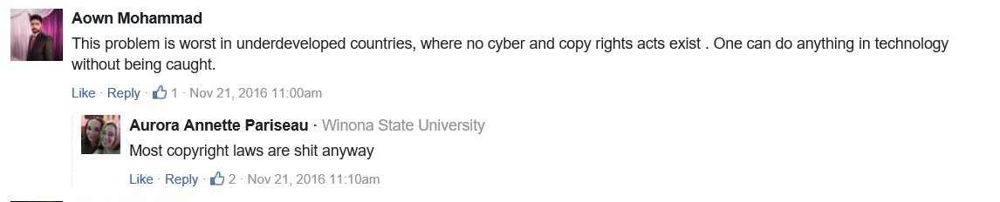 Aown Mohammad
This problem is worst in underdeveloped countries, where no cyber and copy rights acts exist . One can do anything in technology
without being caught.
Like · Reply · 1 · Nov 21, 2016 11:00am
Aurora Annette Pariseau · Winona State University
Most copyright laws are shit anyway
Like · Reply · 2 · Nov 21, 2016 11:10am